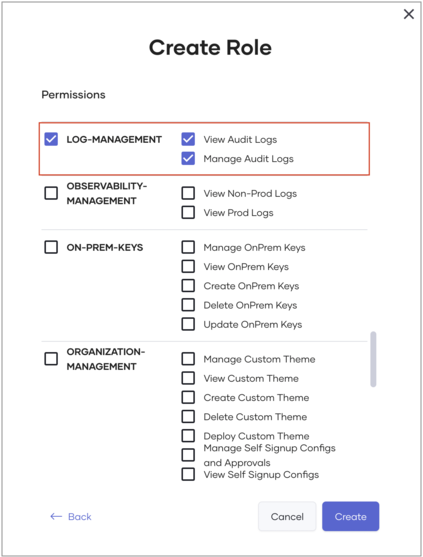 Create Role
Permissions
LOG-MANAGEMENT
View Audit Logs
Manage Audit Logs
OBSERVABILITY-
MANAGEMENT
View Non-Prod Logs
View Prod Logs
ON-PREM-KEYS
Manage OnPrem Keys
View OnPrem Keys
Create OnPrem Keys
Delete OnPrem Keys
Update OnPrem Keys
ORGANIZATION-
MANAGEMENT
Manage Custom Theme
View Custom Theme
Create Custom Theme
Delete Custom Theme
Deploy Custom Theme
Manage Self Signup Configs
and Approvals
View Self Signup Configs
Back
Cancel
Create